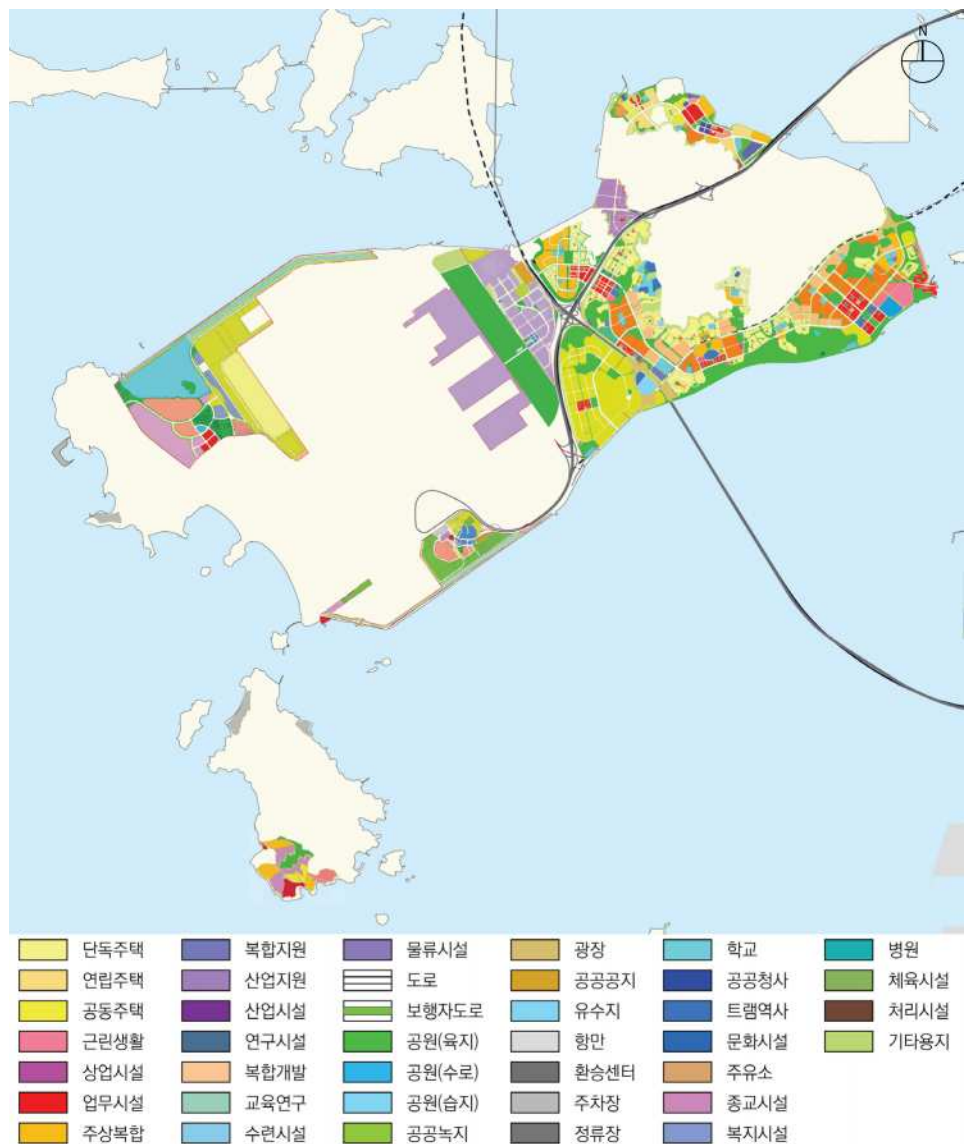 N
단독주택 복합지원 물류시설 광장 학교 병원
연립주택 산업지원 도로 공공공지 공공청사 체육시설
공동주택 산업시설 보행자도로 유수지 트램역사 처리시설
근린생활 연구시설 공원(육지) 항만 문화시설 기타용지
상업시설 복합개발 공원(수로) 환승센터 주유소
업무시설 교육연구 공원(습지) 주차장 종교시설
주상복합 수련시설 공공녹지 정류장 복지시설